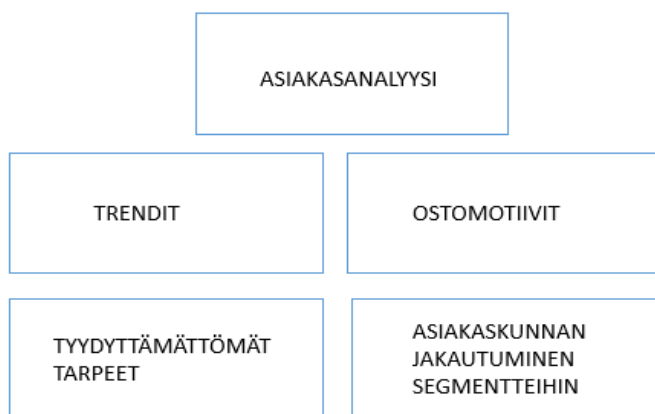 ASIAKASANALYYSI
TRENDIT
OSTOMOTIIVIT
TYYDYTTÄMÄTTÖMÄT
TARPEET
ASIAKASKUNNAN
JAKAUTUMINEN
SEGMENTTEIHIN